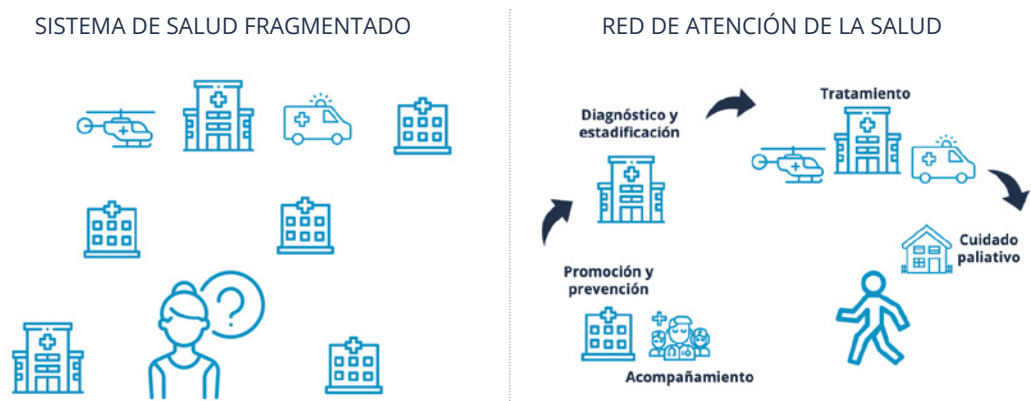 SISTEMA DE SALUD FRAGMENTADO
?
RED DE ATENCIÓN DE LA SALUD
Tratamiento
Diagnóstico y
estadificación
Cuidado
paliativo
Promoción y
prevención
Acompañamiento